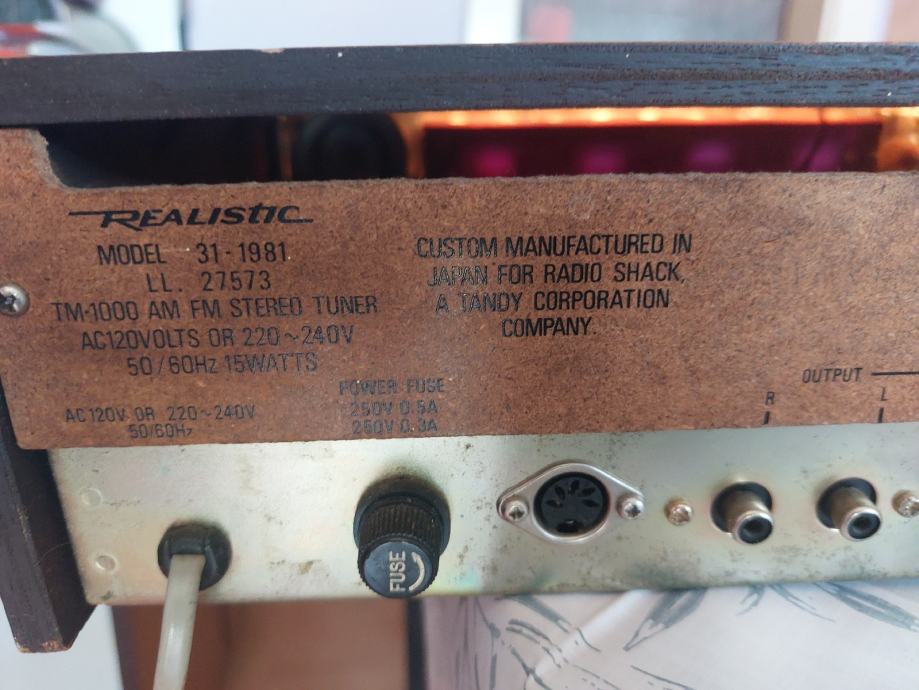 REALISTIC
MODEL 31-1981
LL. 27573
TM-1000 AM FM STEREO TUNER
AC120VOLTS OR 220~240V
50/60Hz 15WATTS
AC 120V OR 220~240V
50/60Hz
POWER FUSE
250V 0.5A
250V 0.3A
CUSTOM MANUFACTURED IN
JAPAN FOR RADIO SHACK,
A TANDY CORPORATION
COMPANY.
OUTPUT
R L
FUSE